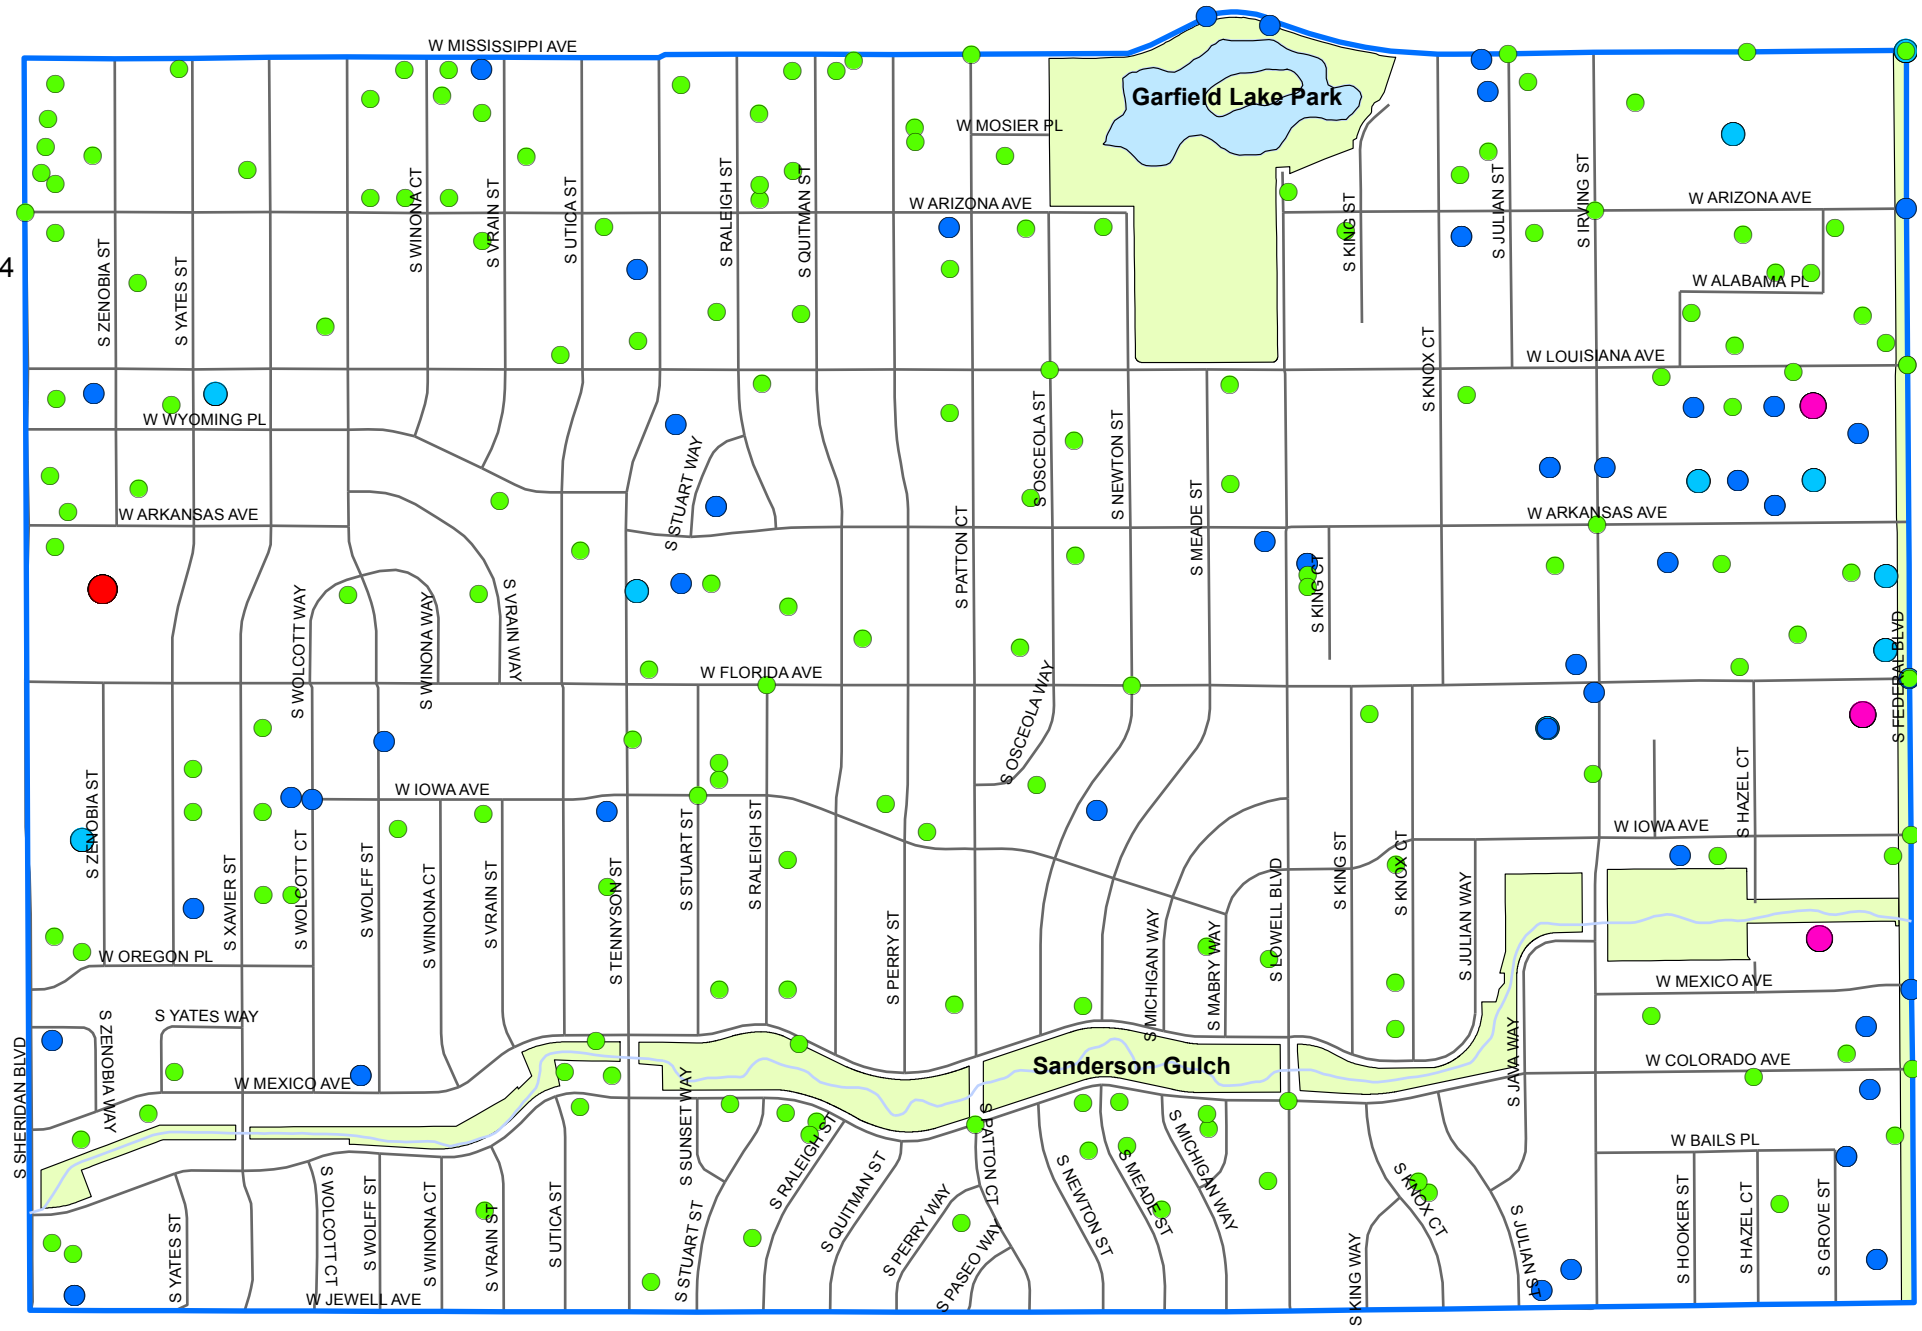 W MISSISSIPPI AVE
Garfield Lake Park
W MOSIER PL
S WINONA CT
S VRAIN ST
S UTICA ST
S RALEIGH ST
S QUITMAN ST
W ARIZONA AVE
S KING ST
S JULIAN ST
S IRVING ST
W ARIZONA AVE
4
S ZENOBIA ST
S YATES ST
W ALABAMA PL
S KNOX CT
W LOUISIANA AVE
W WYOMING PL
S STUART WAY
S OSCEOLA ST
S NEWTON ST
W ARKANSAS AVE
S PATTON CT
S MEADE ST
W ARKANSAS AVE
S WOLCOTT WAY
S WINONA WAY
S VRAIN WAY
S KING CT
S FEDERAL BLVD
W FLORIDA AVE
S OSCEOLA WAY
S ZENOBIA ST
W IOWA AVE
S HAZEL CT
W IOWA AVE
S XAVIER ST
S WOLCOTT CT
S WOLFF ST
S WINONA CT
S VRAIN ST
S TENNYSON ST
S STUART ST
S RALEIGH ST
S PERRY ST
S MICHIGAN WAY
S MABRY WAY
S LOWELL BLVD
S KING ST
S KNOX CT
S JULIAN WAY
W OREGON PL
W MEXICO AVE
S YATES WAY
S ZENOBIA WAY
S SHERIDAN BLVD
W MEXICO AVE
Sanderson Gulch
S JAVA WAY
W COLORADO AVE
S SUNSET WAY
S RALEIGH ST
S PATTON CT
S MICHIGAN WAY
W BAILS PL
S YATES ST
S WOLCOTT CT
S WOLFF ST
S WINONA CT
S VRAIN ST
S UTICA ST
S STUART ST
S QUITMAN ST
S PERRY WAY
S PASEO WAY
S NEWTON ST
S MEADE ST
S KING WAY
S KNOX CT
S JULIAN ST
S HOOKER ST
S HAZEL CT
S GROVE ST
W JEWELL AVE